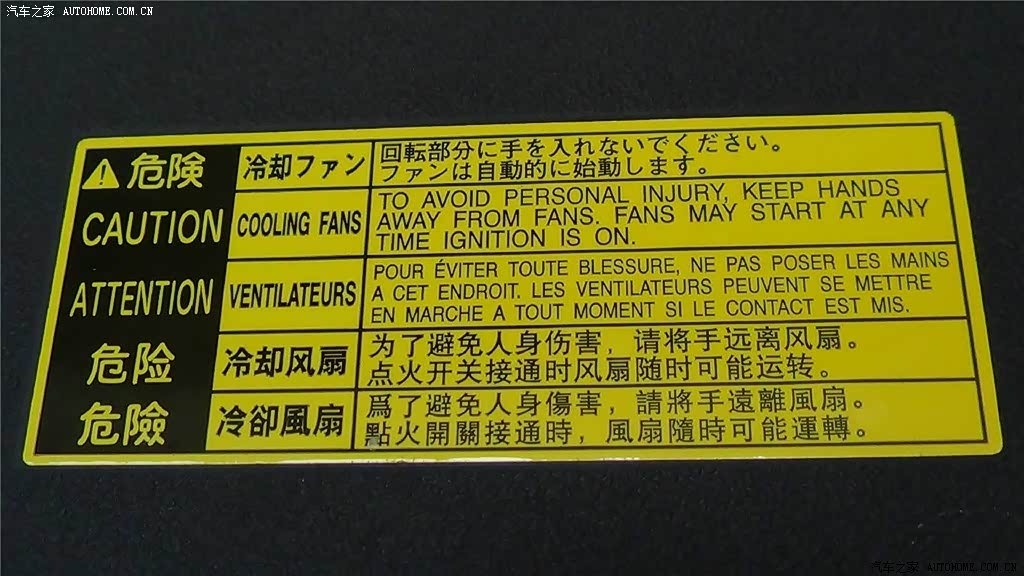 汽车之家 AUTOHOME.COM.CN
危険
冷却ファン
回転部分に手を入れないでください。
ファンは自動的に始動します。
CAUTION
COOLING FANS
TO AVOID PERSONAL INJURY, KEEP HANDS
AWAY FROM FANS. FANS MAY START AT ANY
TIME IGNITION IS ON.
ATTENTION
VENTILATEURS
POUR ÉVITER TOUTE BLESSURE, NE PAS POSER LES MAINS
A CET ENDROIT. LES VENTILATEURS PEUVENT SE METTRE
EN MARCHE A TOUT MOMENT SI LE CONTACT EST MIS.
危险
冷却风扇
为了避免人身伤害，请将手远离风扇。
点火开关接通时风扇随时可能运转。
危險
冷卻風扇
爲了避免人身傷害，請將手遠離風扇。
點火開關接通時，風扇隨時可能運轉。
汽车之家 AUTOHOME.COM.CN